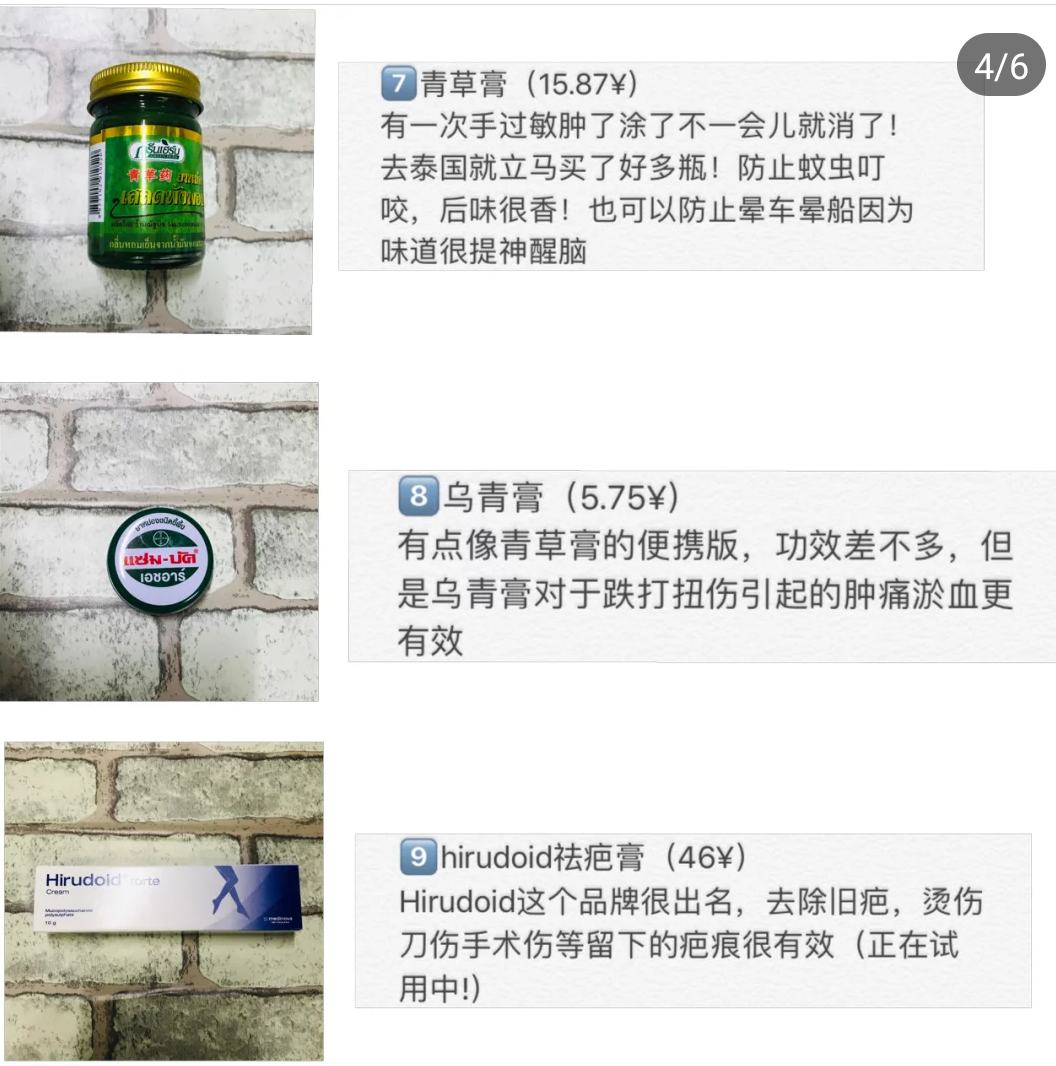 4/6
7 青草膏（15.87¥）
有一次手过敏肿了涂了不一会儿就消了！
去泰国就立马买了好多瓶！防止蚊虫叮
咬，后味很香！也可以防止晕车晕船因为
味道很提神醒脑
青草药
8 乌青膏（5.75¥）
有点像青草膏的便携版，功效差不多，但
是乌青膏对于跌打扭伤引起的肿痛淤血更
有效
แซม-บัค
เอชอาร์
9 hirudoid祛疤膏（46¥）
Hirudoid这个品牌很出名，去除旧疤，烫伤
刀伤手术伤等留下的疤痕很有效（正在试
用中!）
Hirudoid forte
Cream
Mucopolysaccharide
polysulphate
10 g
medinova